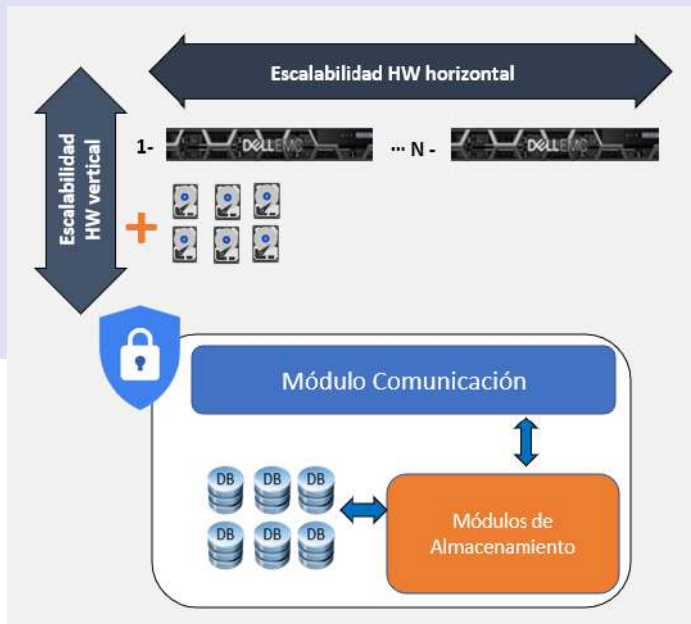 Escalabilidad HW horizontal
Escalabilidad
HW vertical
1-
DELLEMC
... N -
DELLEMC
Módulo Comunicación
DB DB DB
DB DB DB
Módulos de
Almacenamiento